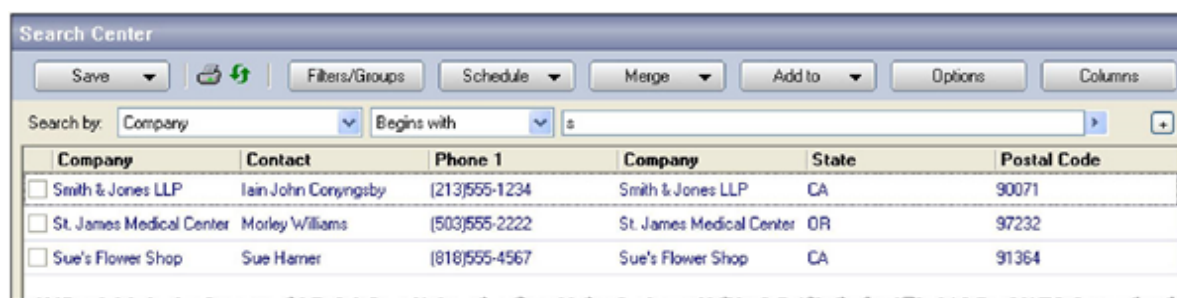 Search Center
Save Filters/Groups Schedule Merge Add to Options Columns
Search by: Company Begins with s +
Company Contact Phone 1 Company State Postal Code
Smith & Jones LLP Iain John Conyngsby (213)555-1234 Smith & Jones LLP CA 90071
St. James Medical Center Morley Williams (503)555-2222 St. James Medical Center OR 97232
Sue's Flower Shop Sue Hamer (818)555-4567 Sue's Flower Shop CA 91364